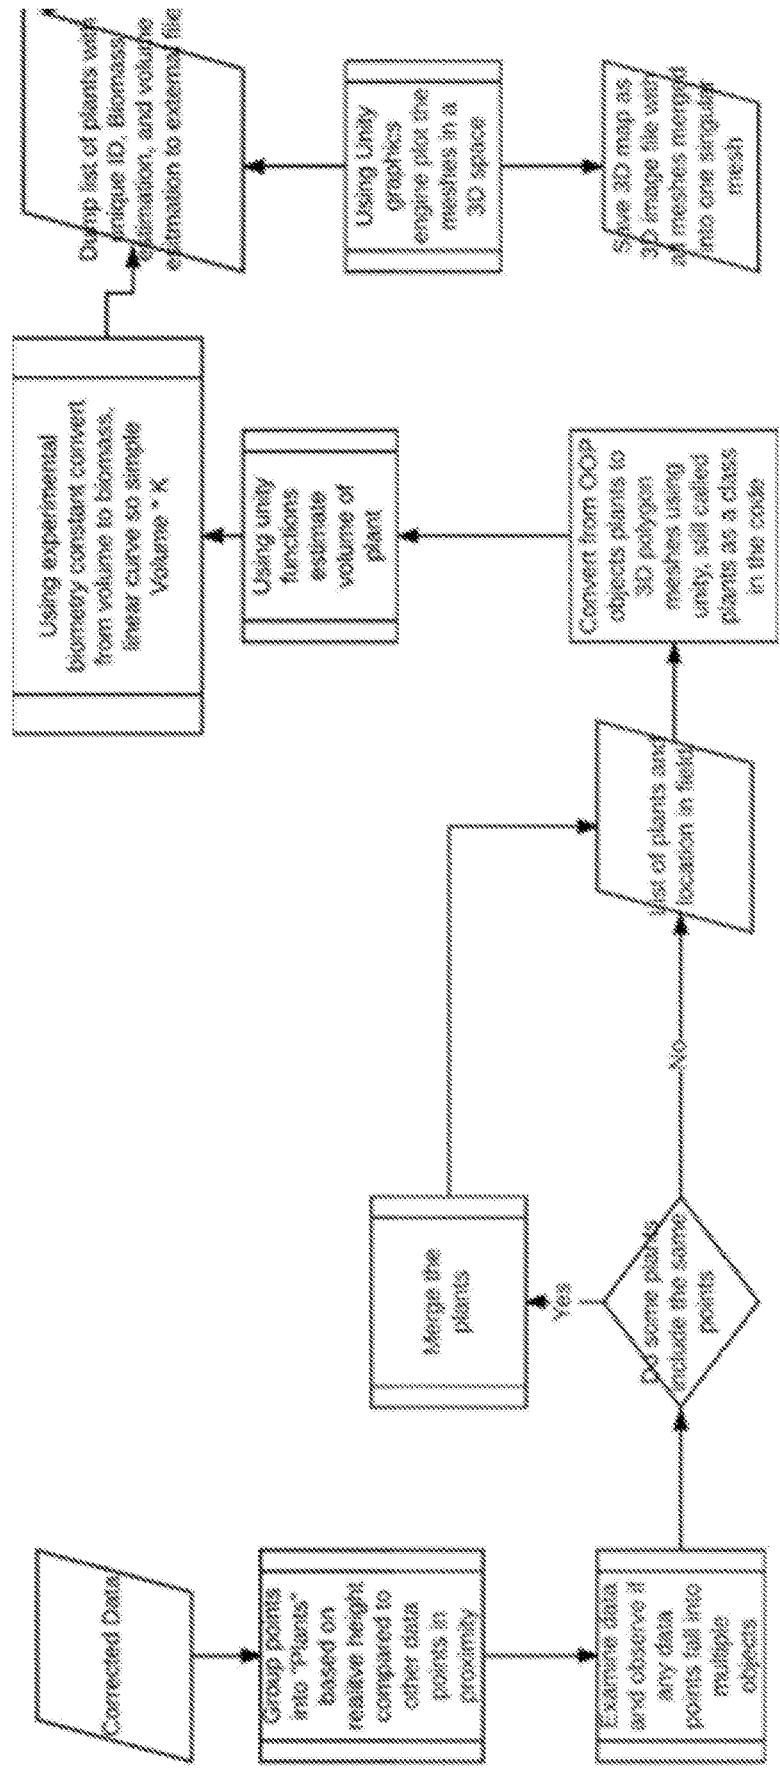 Corrected Data
Group points
into "Plants"
based on
realitve height
compared to
other data
points in
proximity
Examine data
and observe if
any data
points fall into
multiple
objects
Did some plants
include the same
points
Yes
Merge the
plants
No
List of plants and
location in field
Convert from OOP
objects plants to
3D polygon
meshes using
unity, still called
plants as a class
in the code
Using unity
functions
estimate
volume of
plant
Using experimental
biometry constant convert
from volume to biomass,
linear curve so simple
Volume * K
Dump list of plants with
unique ID, Biomass
estimation, and volume
estimation to external file
Using Unity
graphics
engine plot the
meshes in a
3D space
Save 3D map as
3D image file with
all meshes merged
into one singular
mesh